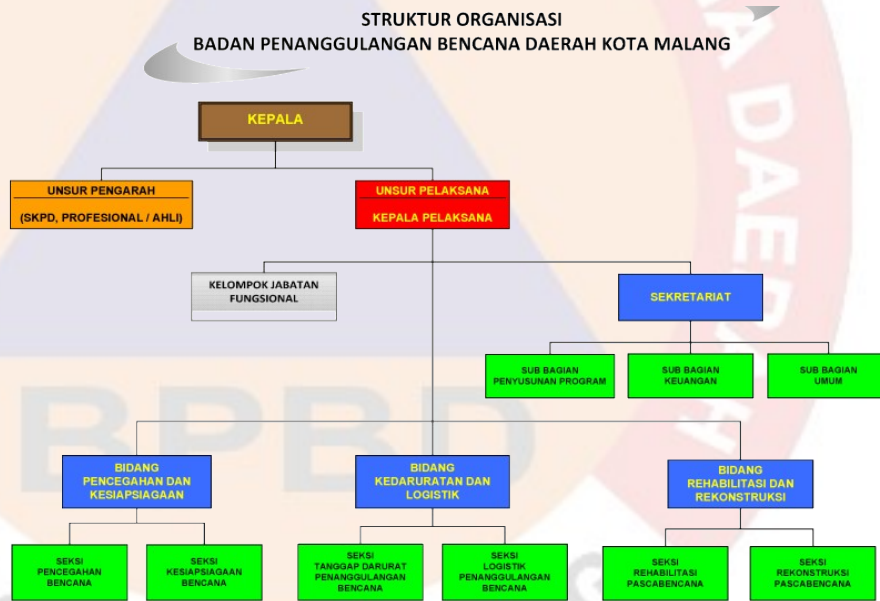 STRUKTUR ORGANISASI
BADAN PENANGGULANGAN BENCANA DAERAH KOTA MALANG
KEPALA
UNSUR PENGARAH
(SKPD, PROFESIONAL / AHLI)
UNSUR PELAKSANA
KEPALA PELAKSANA
KELOMPOK JABATAN
FUNGSIONAL
SEKRETARIAT
SUB BAGIAN
PENYUSUNAN PROGRAM
SUB BAGIAN
KEUANGAN
SUB BAGIAN
UMUM
BIDANG
PENCEGAHAN DAN
KESIAPSIAGAAN
BIDANG
KEDARURATAN DAN
LOGISTIK
BIDANG
REHABILITASI DAN
REKONSTRUKSI
SEKSI
PENCEGAHAN
BENCANA
SEKSI
KESIAPSIAGAAN
BENCANA
SEKSI
TANGGAP DARURAT
PENANGGULANGAN
BENCANA
SEKSI
LOGISTIK
PENANGGULANGAN
BENCANA
SEKSI
REHABILITASI
PASCABENCANA
SEKSI
REKONSTRUKSI
PASCABENCANA
BPBD
DAERAH